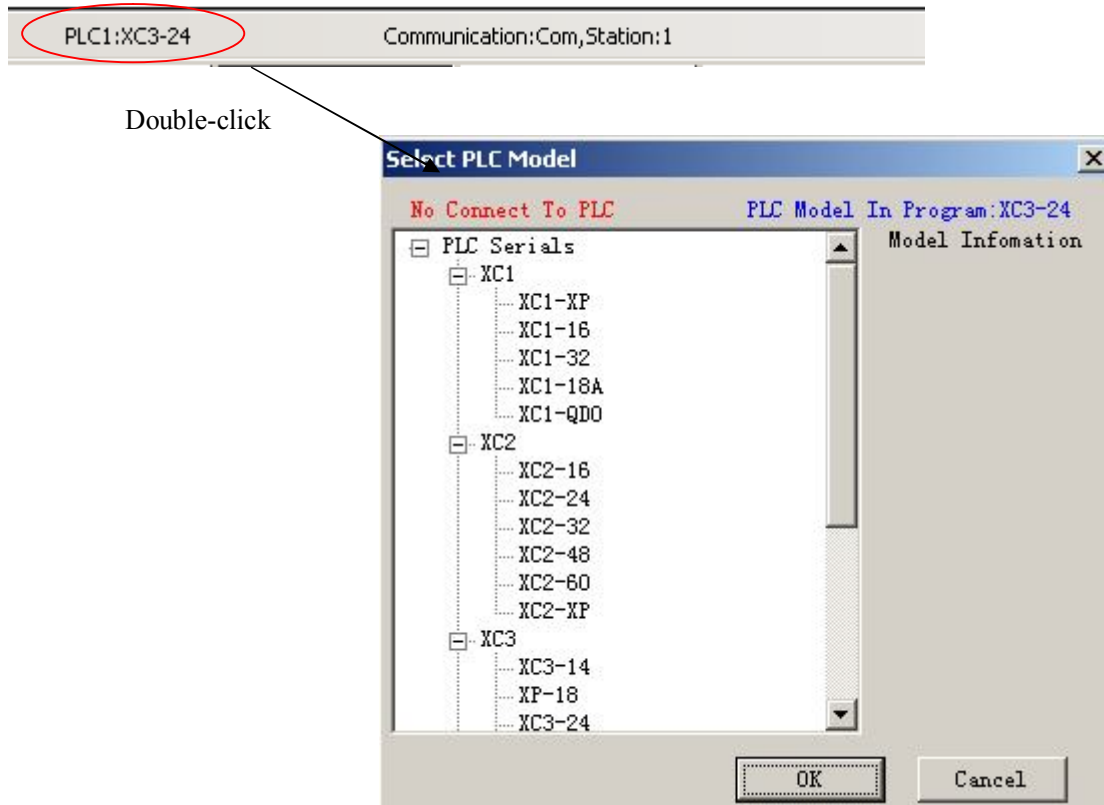 PLC1:XC3-24 Communication:Com,Station:1
Double-click
Select PLC Model
No Connect To PLC PLC Model In Program:XC3-24
PLC Serials Model Infomation
XC1
XC1-XP
XC1-16
XC1-32
XC1-18A
XC1-QDO
XC2
XC2-16
XC2-24
XC2-32
XC2-48
XC2-60
XC2-XP
XC3
XC3-14
XP-18
XC3-24
OK Cancel